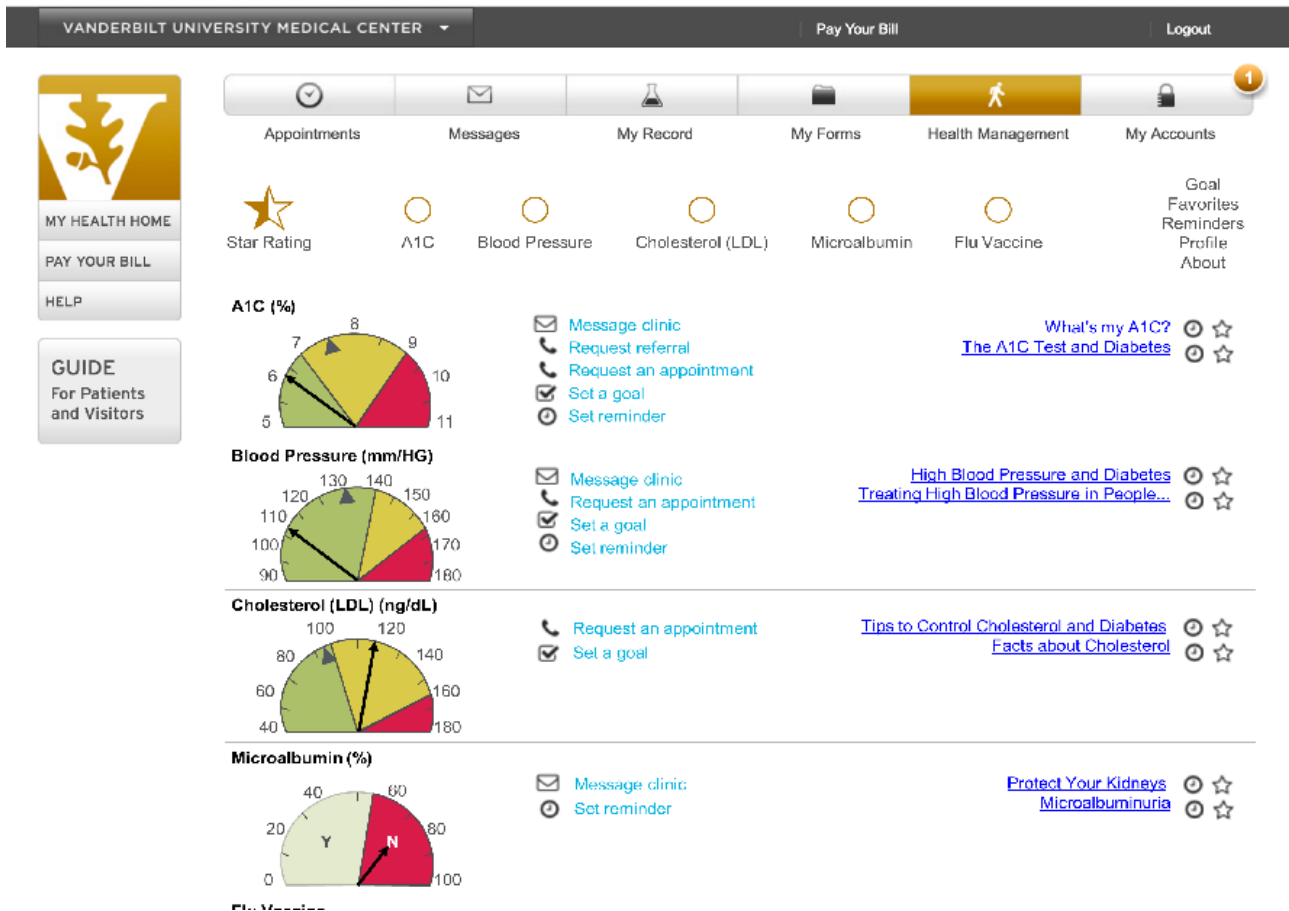 VANDERBILT UNIVERSITY MEDICAL CENTER Pay Your Bill Logout
1
Appointments Messages My Record My Forms Health Management My Accounts
MY HEALTH HOME
PAY YOUR BILL
HELP
GUIDE
For Patients
and Visitors
Star Rating A1C Blood Pressure Cholesterol (LDL) Microalbumin Flu Vaccine
Goal
Favorites
Reminders
Profile
About
A1C (%)
5 6 7 8 9 10 11
Message clinic
Request referral
Request an appointment
Set a goal
Set reminder
What's my A1C?
The A1C Test and Diabetes
Blood Pressure (mm/HG)
90 100 110 120 130 140 150 160 170 180
Message clinic
Request an appointment
Set a goal
Set reminder
High Blood Pressure and Diabetes
Treating High Blood Pressure in People...
Cholesterol (LDL) (ng/dL)
40 60 80 100 120 140 160 180
Request an appointment
Set a goal
Tips to Control Cholesterol and Diabetes
Facts about Cholesterol
Microalbumin (%)
0 20 40 60 80 100
Y N
Message clinic
Set reminder
Protect Your Kidneys
Microalbuminuria
Flu Vaccine